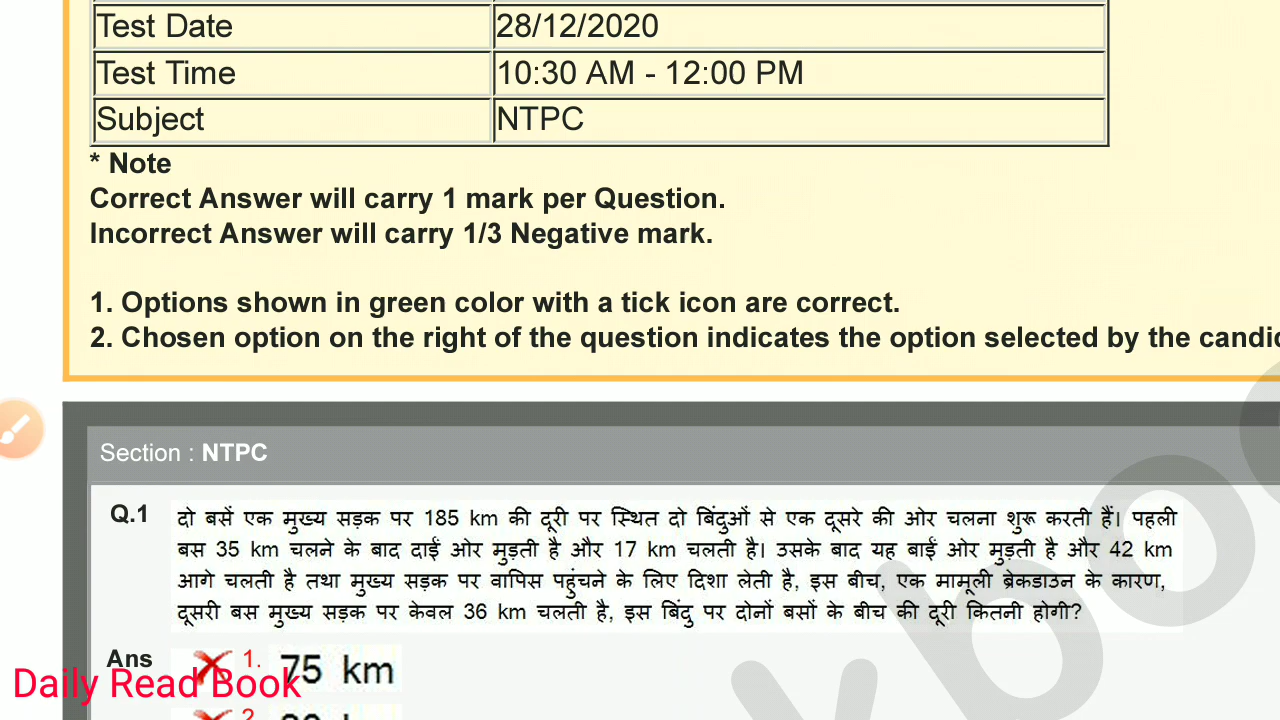 Test Date 28/12/2020
Test Time 10:30 AM - 12:00 PM
Subject NTPC
* Note
Correct Answer will carry 1 mark per Question.
Incorrect Answer will carry 1/3 Negative mark.
1. Options shown in green color with a tick icon are correct.
2. Chosen option on the right of the question indicates the option selected by the
Section : NTPC
Q.1 दो बसें एक मुख्य सड़क पर 185 km की दूरी पर स्थित दो बिंदुओं से एक दूसरे की ओर चलना शुरू करती हैं। पहली
बस 35 km चलने के बाद दाईं ओर मुड़ती है और 17 km चलती है। उसके बाद यह बाईं ओर मुड़ती है और 42 km
आगे चलती है तथा मुख्य सड़क पर वापिस पहुंचने के लिए दिशा लेती है, इस बीच, एक मामूली ब्रेकडाउन के कारण,
दूसरी बस मुख्य सड़क पर केवल 36 km चलती है, इस बिंदु पर दोनों बसों के बीच की दूरी कितनी होगी?
Ans 1. 75 km
Daily Read Book
2.